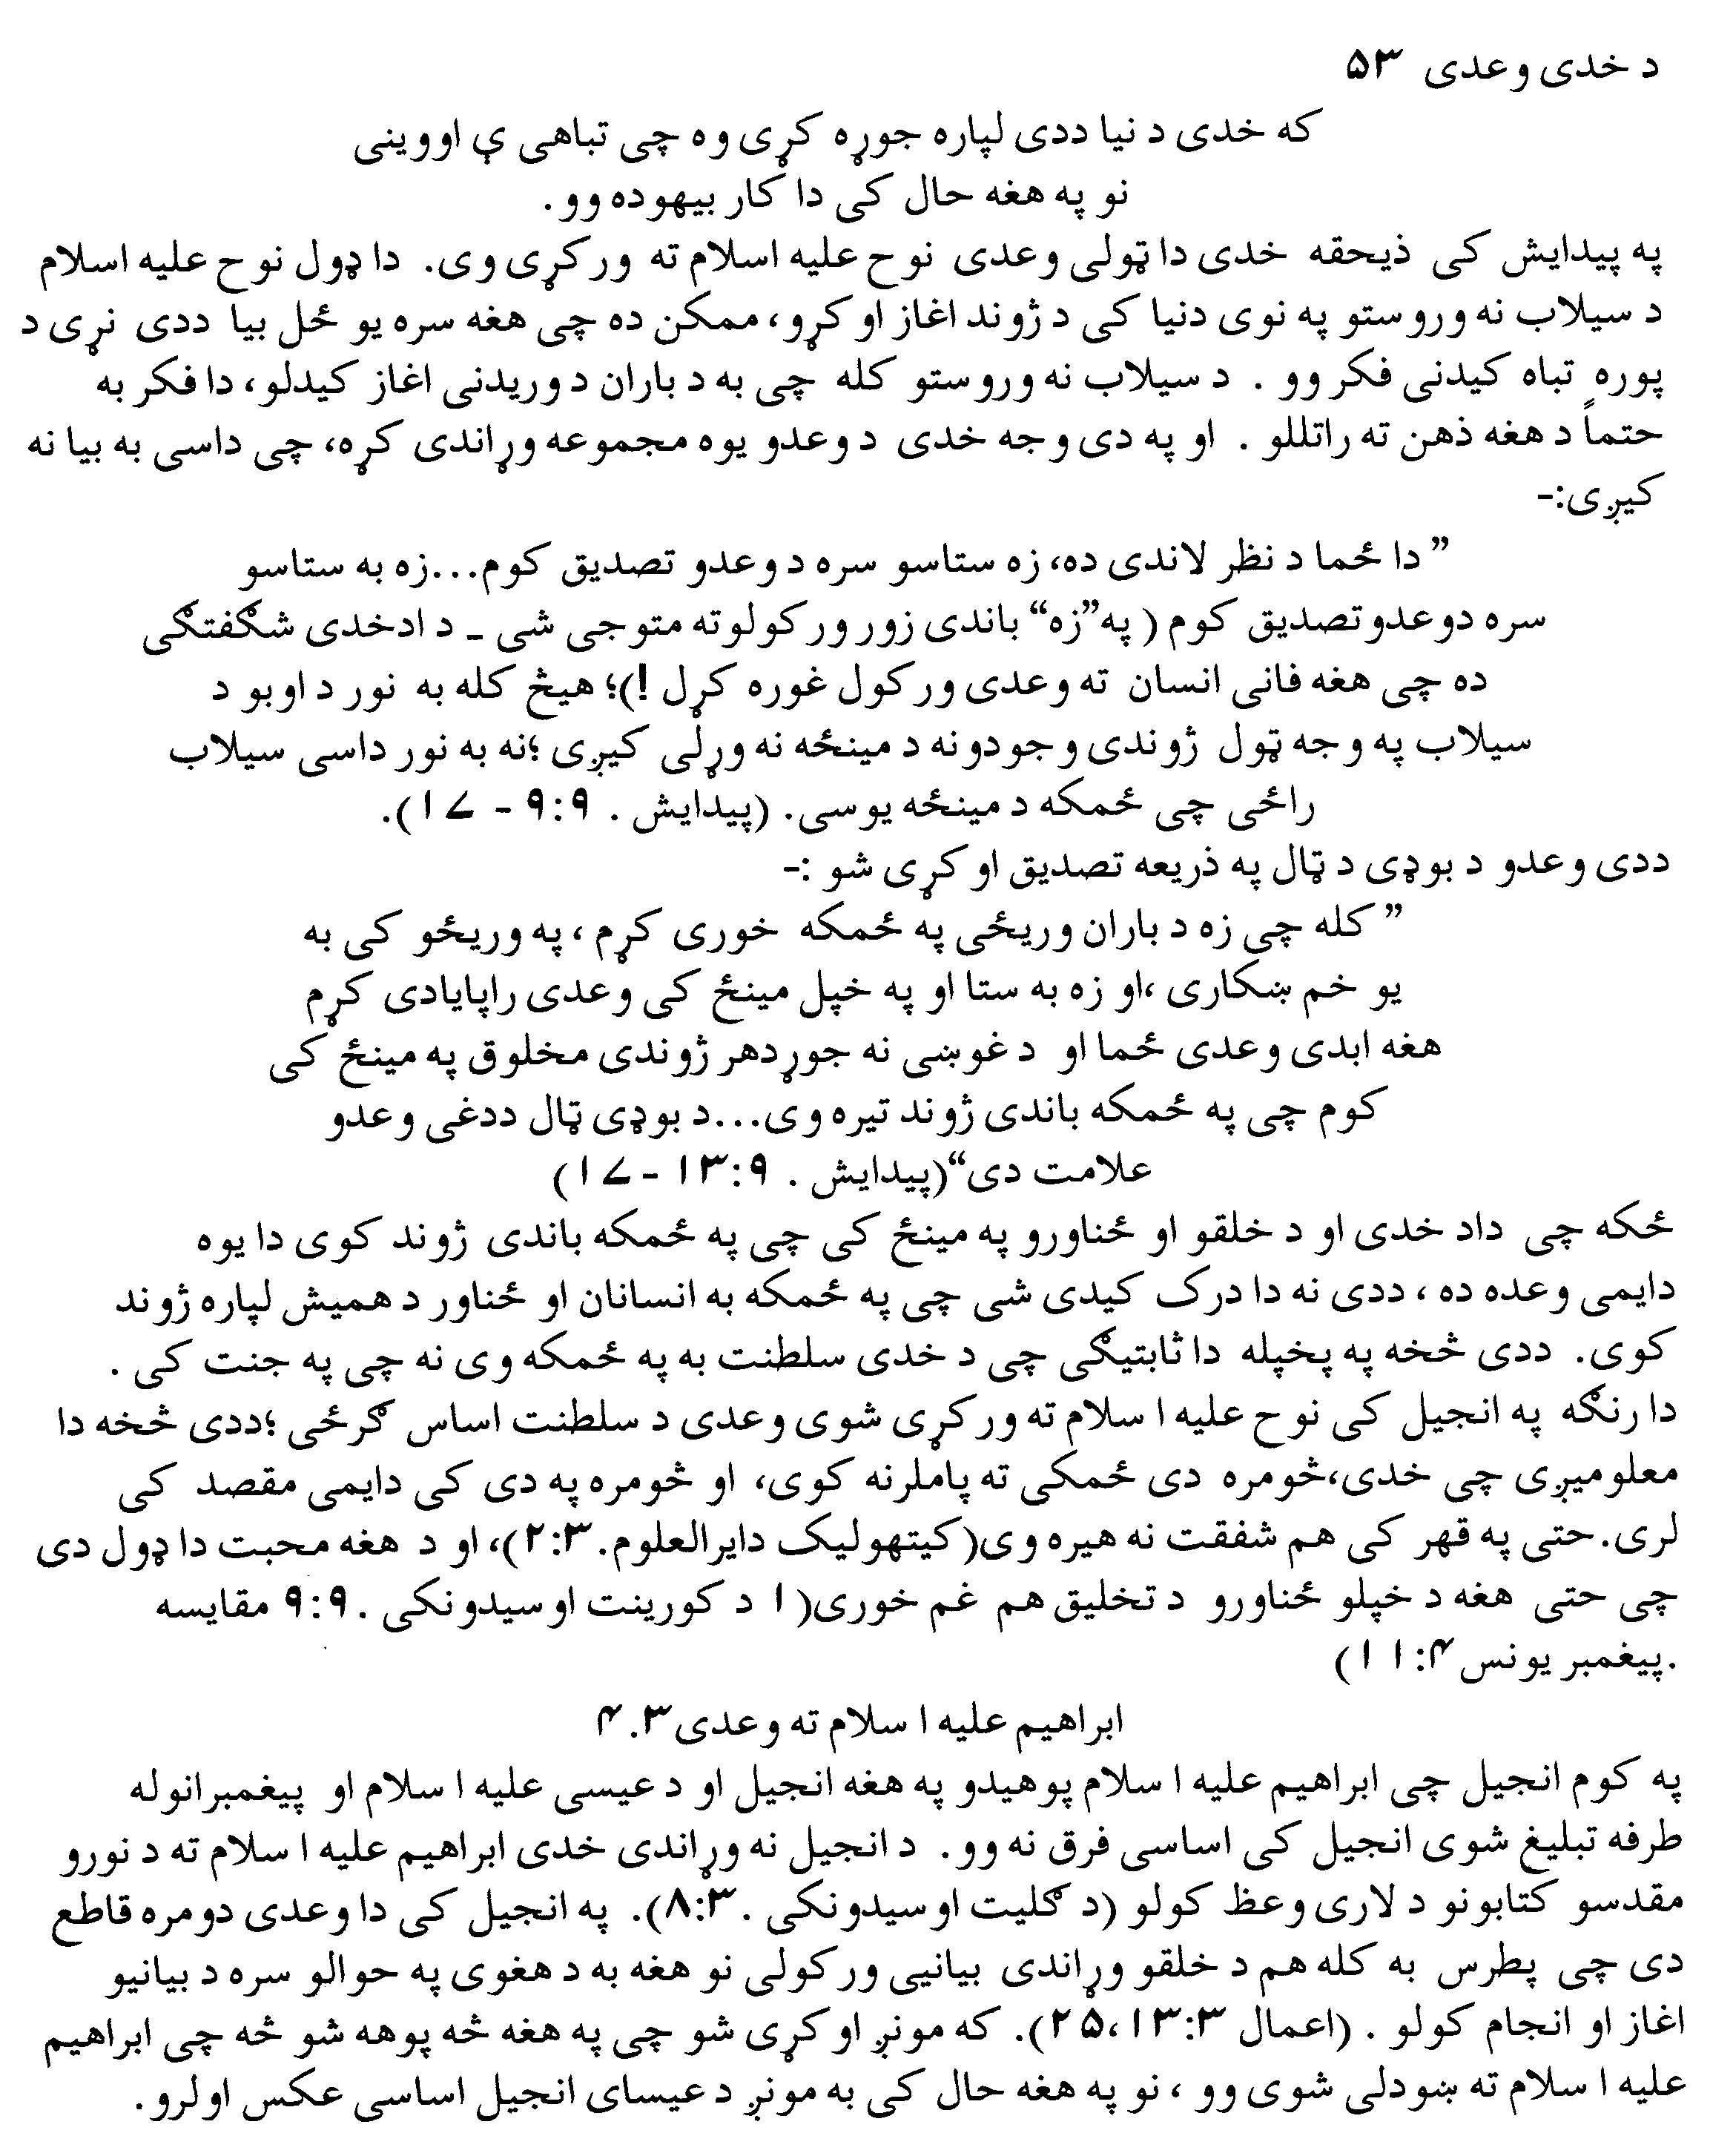 د خدی وعدی ۵۳
که خدی د نیا ددی لپاره جوړه کړی وه چی تباهی ې اووینی
نو په هغه حال کی دا کار بیهوده وو.
په پیدایش کی ذیحقه خدی دا ټولی وعدی نوح علیه اسلام ته ورکړی وی. دا ډول نوح علیه اسلام
د سیلاب نه وروستو په نوی دنیا کی د ژوند اغاز اوکړو، ممکن ده چی هغه سره یو ځل بیا ددی نړی د
پوره تباه کیدنی فکر وو . د سیلاب نه وروستو کله چی به د باران د وریدنی اغاز کیدلو، دا فکر به
حتماً د هغه ذهن ته راتللو . او په دی وجه خدی د وعدو یوه مجموعه وړاندی کړه، چی داسی به بیا نه
کیږی:-
” دا ځما د نظر لاندی ده، زه ستاسو سره د وعدو تصدیق کوم...زه به ستاسو
سره دوعدو تصدیق کوم ( په”زه“ باندی زور ورکولوته متوجی شی ـ د ادخدی شګفتګی
ده چی هغه فانی انسان ته وعدی ورکول غوره کړل !)؛ هیڅ کله به نور د اوبو د
سیلاب په وجه ټول ژوندی وجودونه د مینځه نه وړلی کیږی ؛نه به نور داسی سیلاب
راځی چی ځمکه د مینځه یوسی. (پیدایش . ۹:۹ - ۱۷).
ددی وعدو د بوډی د ټال په ذریعه تصدیق اوکړی شو :-
” کله چی زه د باران وریځی په ځمکه خوری کړم ، په وریځو کی به
یو خم ښکاری ،او زه به ستا او په خپل مینځ کی وعدی راپایادی کړم
هغه ابدی وعدی ځما او د غوښی نه جوړدهر ژوندی مخلوق په مینځ کی
کوم چی په ځمکه باندی ژوند تیره وی...د بوډی ټال ددغی وعدو
علامت دی“(پیدایش . ۱۳:۹ -۱۷)
ځکه چی داد خدی او د خلقو او ځناورو په مینځ کی چی په ځمکه باندی ژوند کوی دا یوه
دایمی وعده ده ، ددی نه دا درک کیدی شی چی په ځمکه به انسانان او ځناور د همیش لپاره ژوند
کوی. ددی څخه په پخپله دا ثابتیګی چی د خدی سلطنت به په ځمکه وی نه چی په جنت کی .
دا رنګه په انجیل کی نوح علیه ا سلام ته ورکړی شوی وعدی د سلطنت اساس ګرځی ؛ددی څخه دا
معلومیږی چی خدی،څومره دی ځمکی ته پاملرنه کوی، او څومره په دی کی دایمی مقصد کی
لری.حتی په قهر کی هم شفقت نه هیره وی(کیتهولیک دایرالعلوم.۲:۳)، او د هغه محبت دا ډول دی
چی حتی هغه د خپلو ځناورو د تخلیق هم غم خوری(۱ د کورینت اوسیدونکی .۹:۹ مقایسه
.پیغمبر یونس ۱۱:۴)
ابراهیم علیه ا سلام ته وعدی۴.۳
په کوم انجیل چی ابراهیم علیه ا سلام پوهیدو په هغه انجیل او د عیسی علیه ا سلام او پیغمبرانوله
طرفه تبلیغ شوی انجیل کی اساسی فرق نه وو. د انجیل نه وړاندی خدی ابراهیم علیه ا سلام ته د نورو
مقدسو کتابونو د لاری وعظ کولو (د ګلیت اوسیدونکی .۸:۳). په انجیل کی دا وعدی دومره قاطع
دی چی پطرس به کله هم د خلقو وړاندی بیانیی ورکولی نو هغه به د هغوی په حوالو سره د بیانیو
اغاز او انجام کولو . (اعمال ۲۵،۱۳:۳). که مونږ اوکړی شو چی په هغه څه پوهه شو څه چی ابراهیم
علیه ا سلام ته ښودلی شوی وو ، نو په هغه حال کی به مونږ د عیسای انجیل اساسی عکس اولرو.